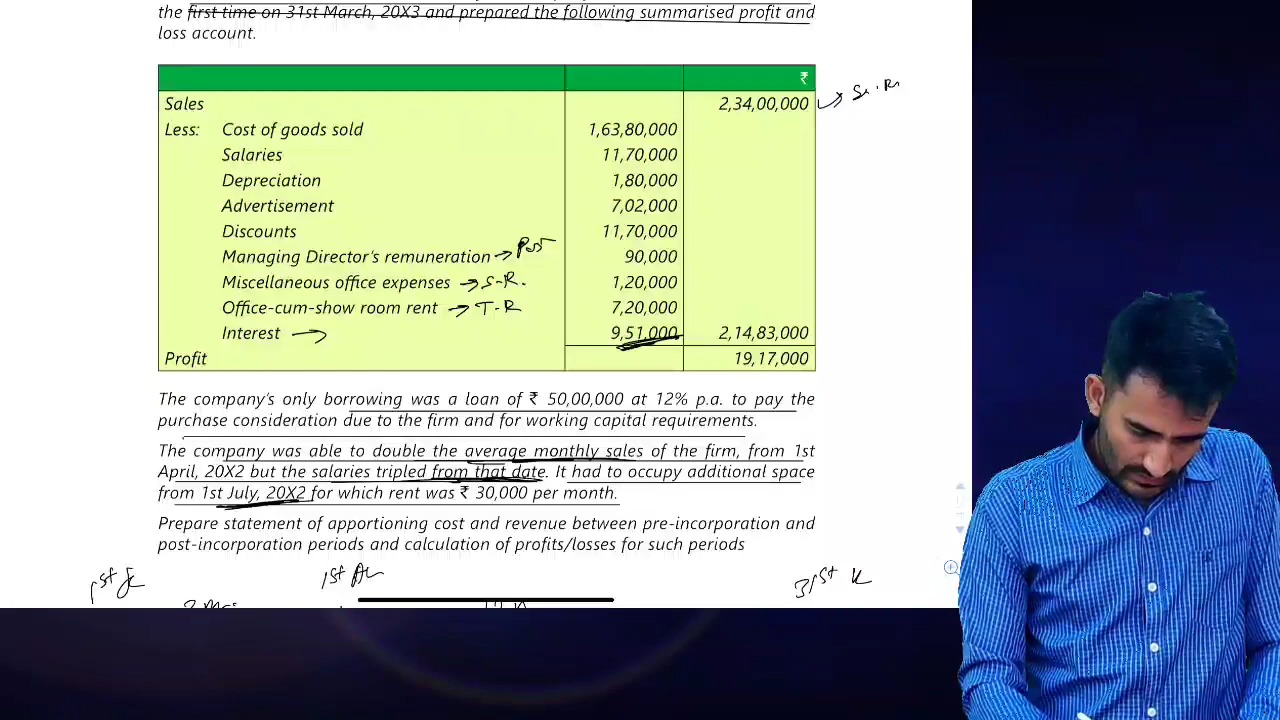 the first time on 31st March, 20X3 and prepared the following summarised profit and
loss account.
₹
Sales 2,34,00,000 → S.R
Less: Cost of goods sold 1,63,80,000
Salaries 11,70,000
Depreciation 1,80,000
Advertisement 7,02,000
Discounts 11,70,000
Managing Director's remuneration → Post 90,000
Miscellaneous office expenses → S.R. 1,20,000
Office-cum-show room rent → T.R 7,20,000
Interest → 9,51,000 2,14,83,000
Profit 19,17,000
The company's only borrowing was a loan of ₹ 50,00,000 at 12% p.a. to pay the
purchase consideration due to the firm and for working capital requirements.
The company was able to double the average monthly sales of the firm, from 1st
April, 20X2 but the salaries tripled from that date. It had to occupy additional space
from 1st July, 20X2 for which rent was ₹ 30,000 per month.
Prepare statement of apportioning cost and revenue between pre-incorporation and
post-incorporation periods and calculation of profits/losses for such periods
1st 1st 31st